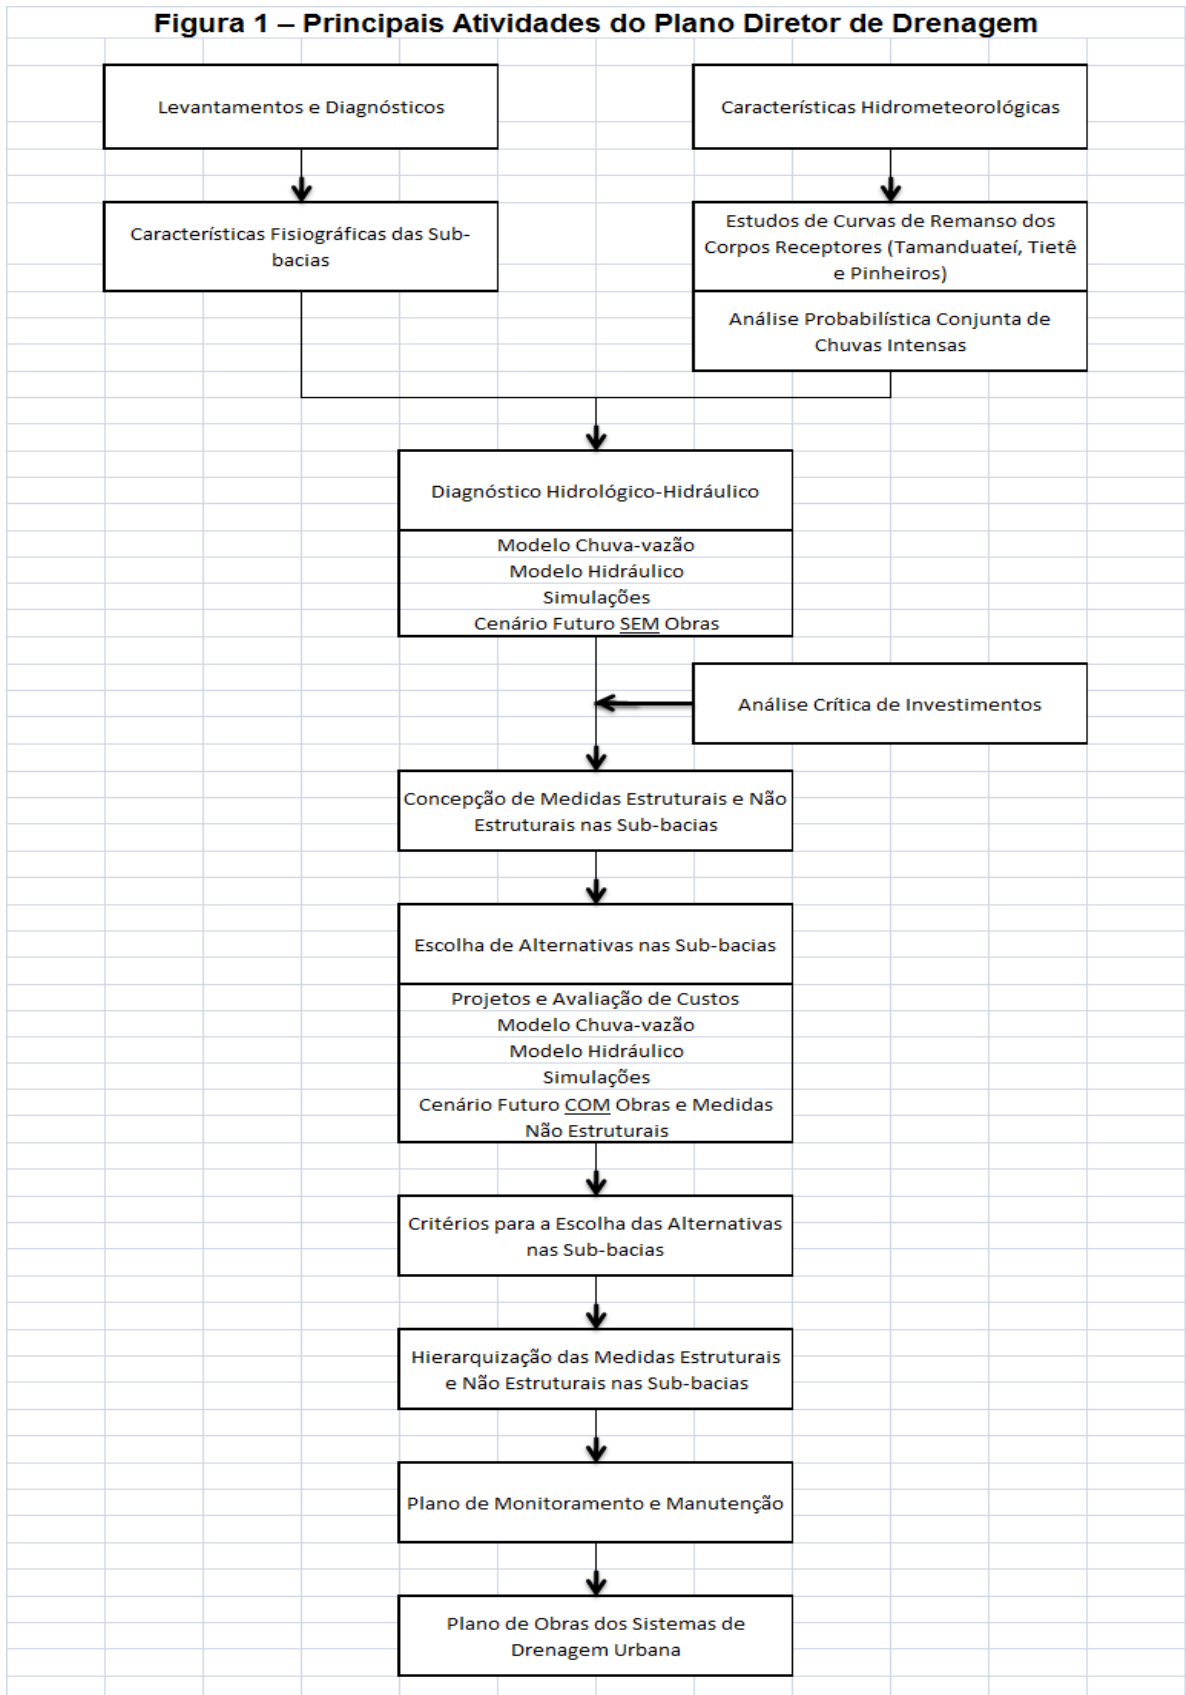 Figura 1 – Principais Atividades do Plano Diretor de Drenagem
Levantamentos e Diagnósticos
Características Hidrometeorológicas
Características Fisiográficas das Sub-
bacias
Estudos de Curvas de Remanso dos
Corpos Receptores (Tamanduateí, Tietê
e Pinheiros)
Análise Probabilística Conjunta de
Chuvas Intensas
Diagnóstico Hidrológico-Hidráulico
Modelo Chuva-vazão
Modelo Hidráulico
Simulações
Cenário Futuro SEM Obras
Análise Crítica de Investimentos
Concepção de Medidas Estruturais e Não
Estruturais nas Sub-bacias
Escolha de Alternativas nas Sub-bacias
Projetos e Avaliação de Custos
Modelo Chuva-vazão
Modelo Hidráulico
Simulações
Cenário Futuro COM Obras e Medidas
Não Estruturais
Critérios para a Escolha das Alternativas
nas Sub-bacias
Hierarquização das Medidas Estruturais
e Não Estruturais nas Sub-bacias
Plano de Monitoramento e Manutenção
Plano de Obras dos Sistemas de
Drenagem Urbana